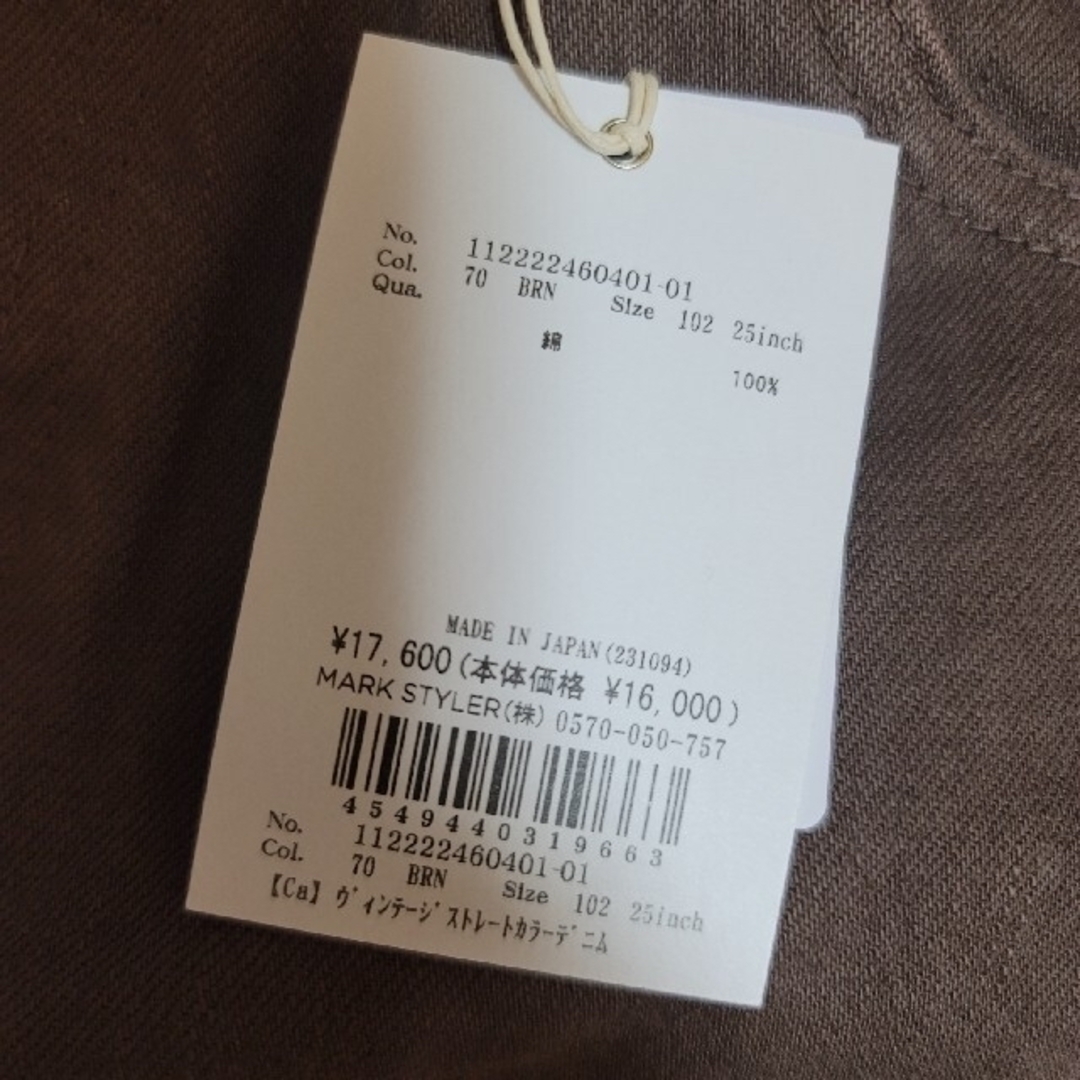 No. 112222460401-01
Col. 70 BRN Size 102 25inch
Qua.
綿 100%
MADE IN JAPAN(231094)
¥17,600(本体価格 ¥16,000)
MARK STYLER(株) 0570-050-757
4549440319663
No. 112222460401-01
Col. 70 BRN Size 102 25inch
【Ca】ヴィンテージストレートカラーデニム